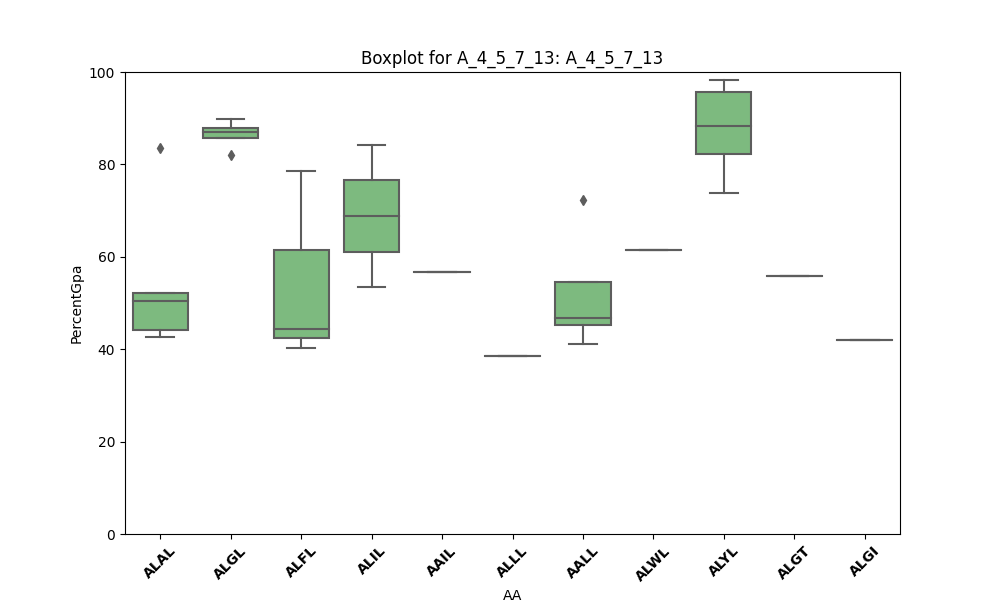 Boxplot for A_4_5_7_13: A_4_5_7_13
100
80
60
40
20
0
PercentGpa
ALAL ALGL ALFL ALIL AAIL ALLL AALL ALWL ALYL ALGT ALGI
AA